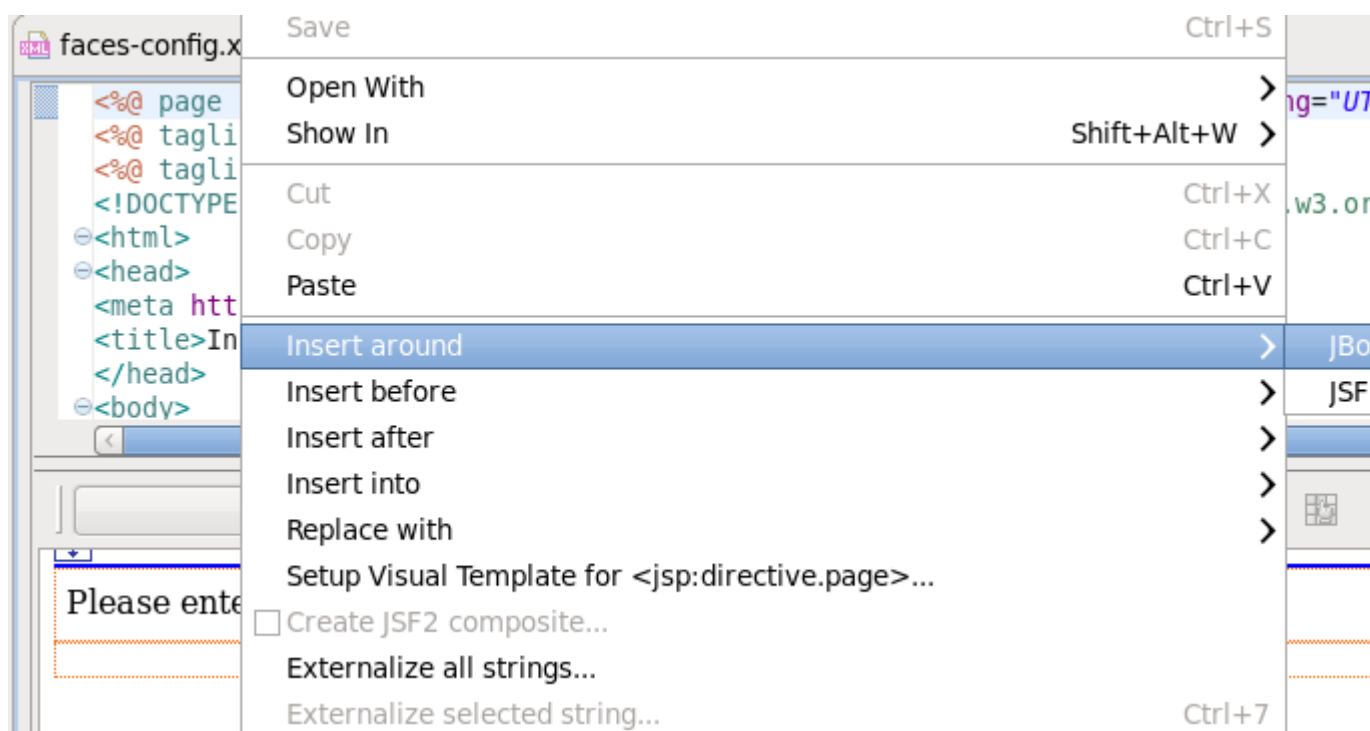 Save Ctrl+S
faces-config.x
Open With
<%@ page ng="UT
Show In Shift+Alt+W
<%@ tagli
<%@ tagli
Cut Ctrl+X
<!DOCTYPE .w3.or
<html>
Copy Ctrl+C
<head>
Paste Ctrl+V
<meta htt
<title>In
Insert around JBo
</head>
Insert before JSF
<body>
Insert after
Insert into
Replace with
Setup Visual Template for <jsp:directive.page>...
Please ente
Create JSF2 composite...
Externalize all strings...
Externalize selected string... Ctrl+7